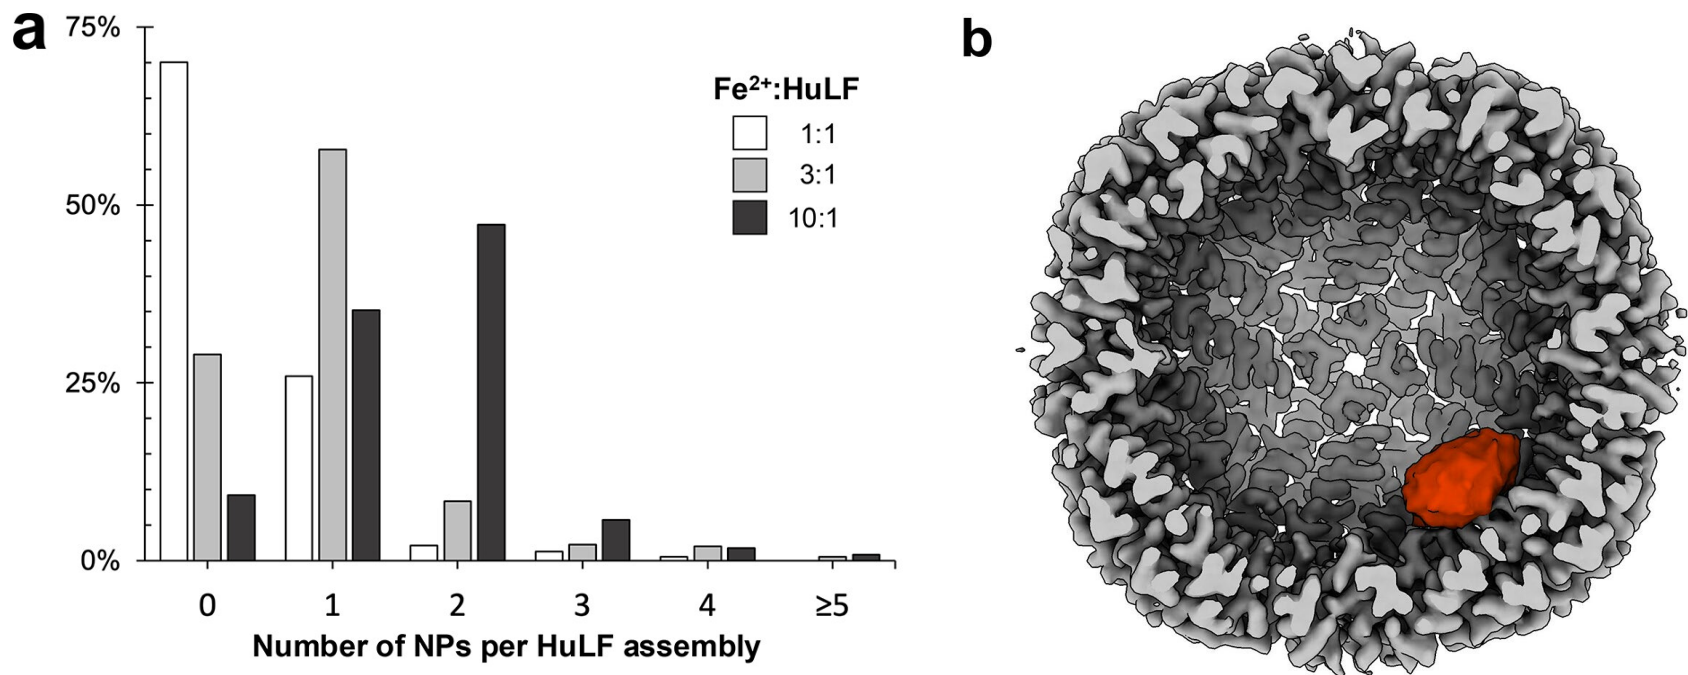 a
75%
50%
25%
0%
Fe²⁺:HuLF
1:1
3:1
10:1
0 1 2 3 4 ≥5
Number of NPs per HuLF assembly
b